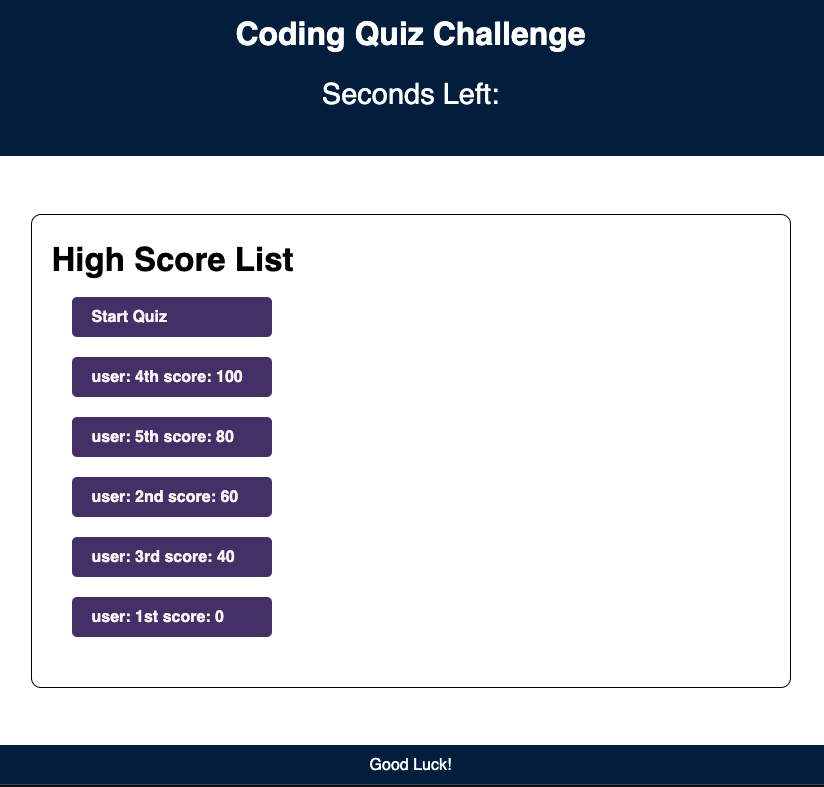 Coding Quiz Challenge
Seconds Left:
High Score List
Start Quiz
user: 4th score: 100
user: 5th score: 80
user: 2nd score: 60
user: 3rd score: 40
user: 1st score: 0
Good Luck!